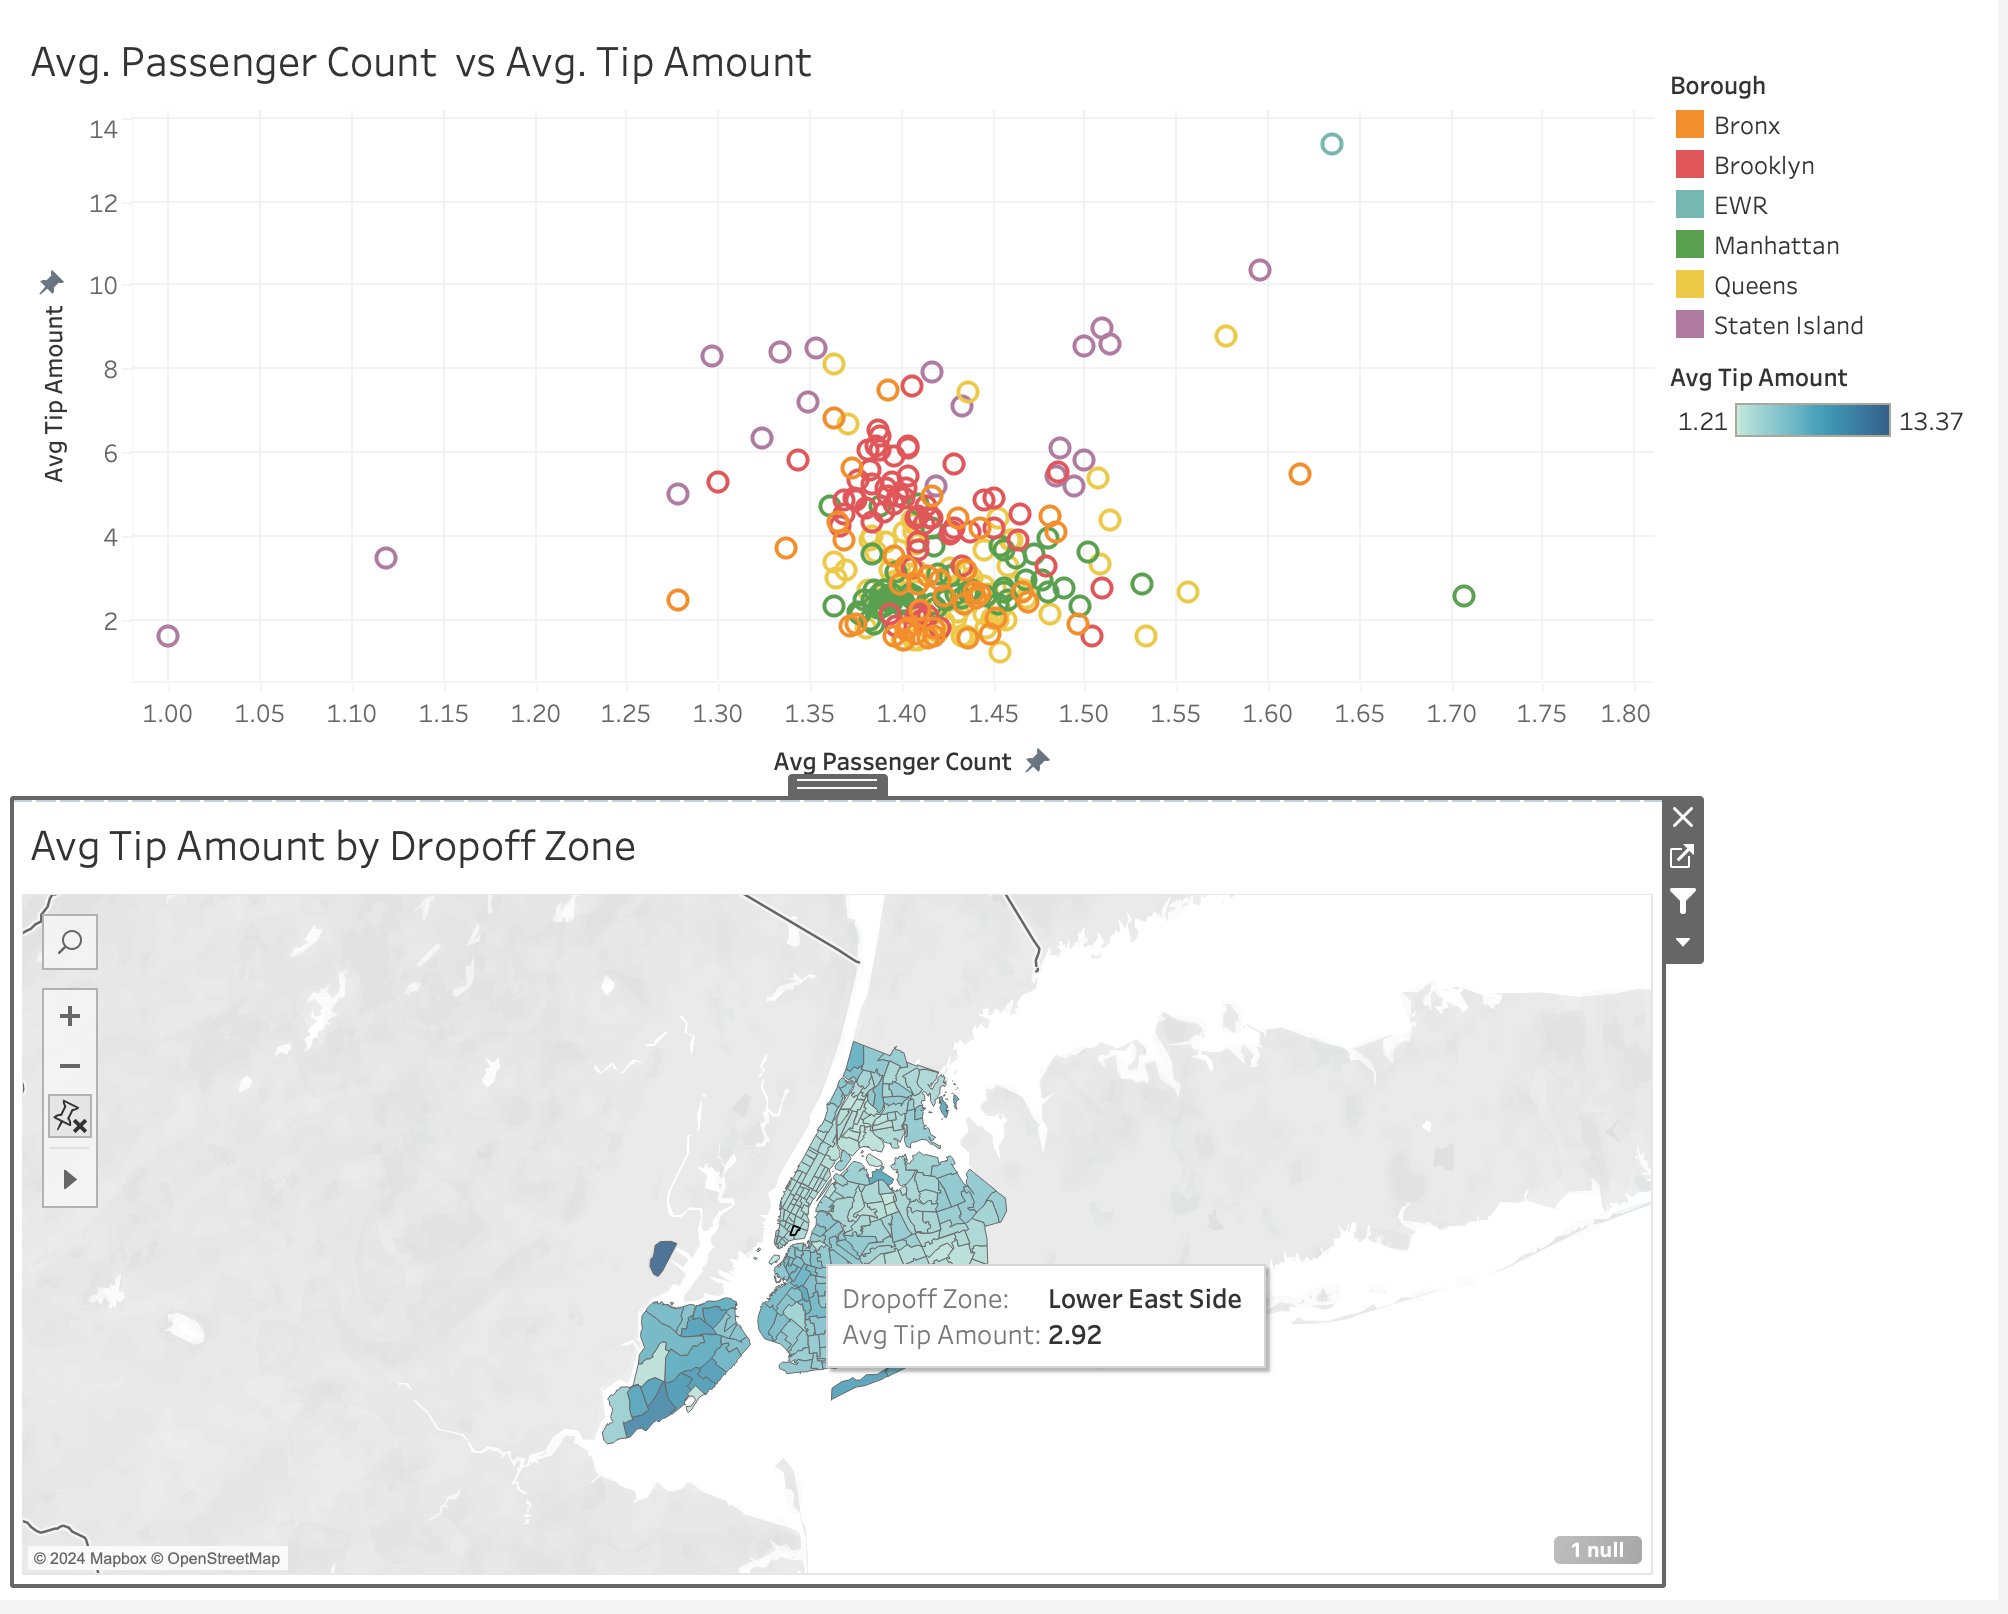 Avg. Passenger Count vs Avg. Tip Amount
Avg Tip Amount
14
12
10
8
6
4
2
1.00 1.05 1.10 1.15 1.20 1.25 1.30 1.35 1.40 1.45 1.50 1.55 1.60 1.65 1.70 1.75 1.80
Avg Passenger Count
Borough
Bronx
Brooklyn
EWR
Manhattan
Queens
Staten Island
Avg Tip Amount
1.21 13.37
Avg Tip Amount by Dropoff Zone
Dropoff Zone: Lower East Side
Avg Tip Amount: 2.92
© 2024 Mapbox © OpenStreetMap
1 null